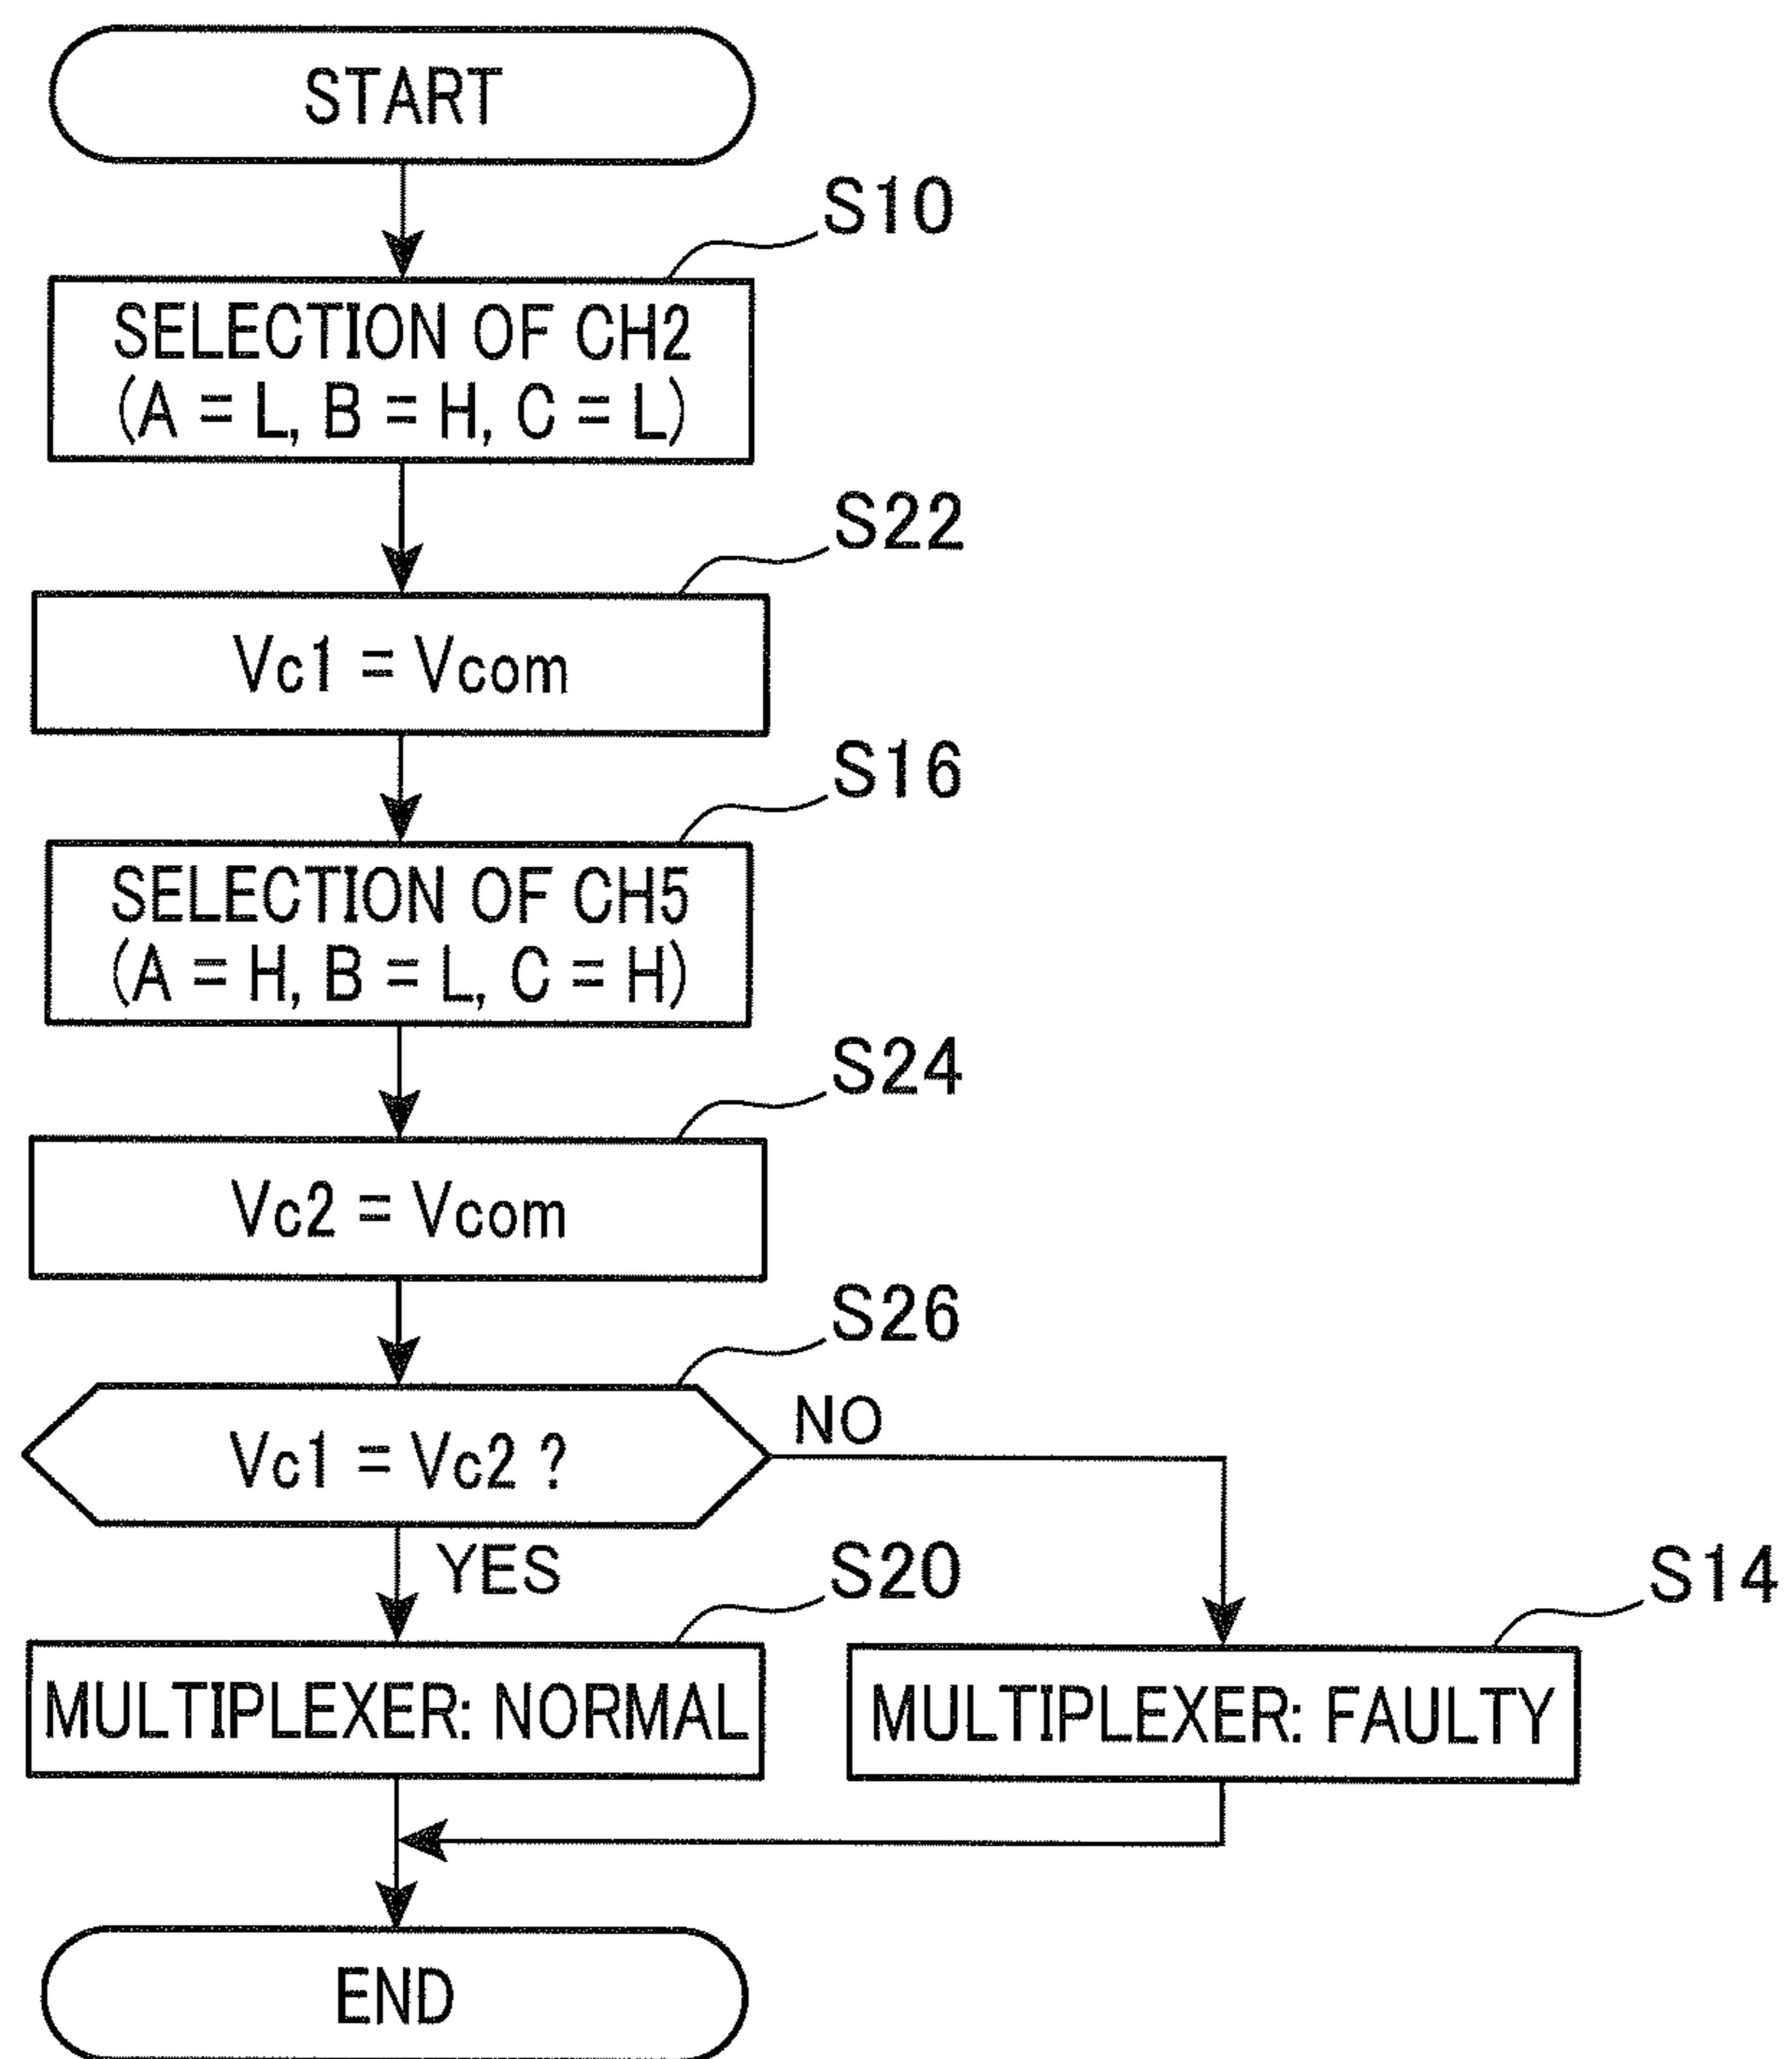 START
S10
SELECTION OF CH2
(A = L, B = H, C = L)
S22
Vc1 = Vcom
S16
SELECTION OF CH5
(A = H, B = L, C = H)
S24
Vc2 = Vcom
S26
Vc1 = Vc2 ?
NO
YES
S20
S14
MULTIPLEXER: NORMAL
MULTIPLEXER: FAULTY
END